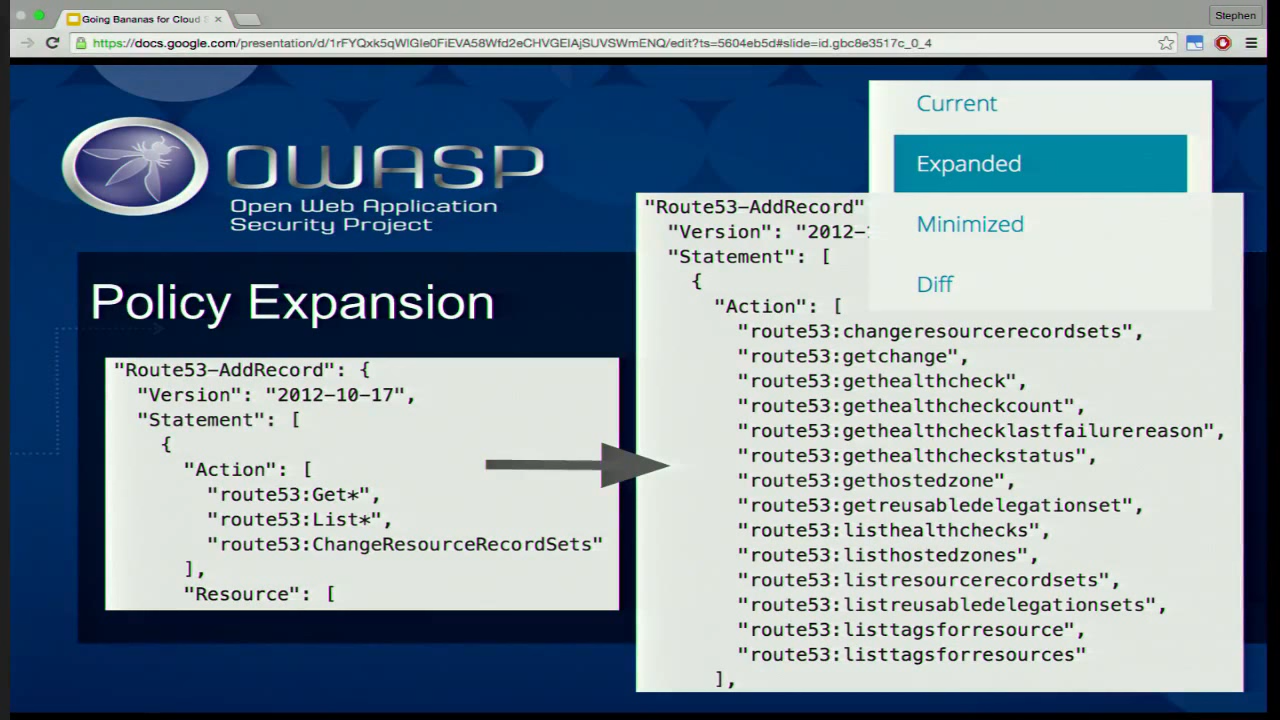 Going Bananas for Cloud
Stephen
https://docs.google.com/presentation/d/1rFYQxk5qWIGIe0FiEVA58Wfd2eCHVGEIAjSUVSWmENQ/edit?ts=5604eb5d#slide=id.gbc8e3517c_0_4
OWASP
Open Web Application
Security Project
Policy Expansion
"Route53-AddRecord": {
"Version": "2012-10-17",
"Statement": [
{
"Action": [
"route53:Get*",
"route53:List*",
"route53:ChangeResourceRecordSets"
],
"Resource": [
Current
Expanded
Minimized
Diff
"Route53-AddRecord"
"Version": "2012-
"Statement": [
{
"Action": [
"route53:changeresourcerecordsets",
"route53:getchange",
"route53:gethealthcheck",
"route53:gethealthcheckcount",
"route53:gethealthchecklastfailurereason",
"route53:gethealthcheckstatus",
"route53:gethostedzone",
"route53:getreusabledelegationset",
"route53:listhealthchecks",
"route53:listhostedzones",
"route53:listresourcerecordsets",
"route53:listreusabledelegationsets",
"route53:listtagsforresource",
"route53:listtagsforresources"
],